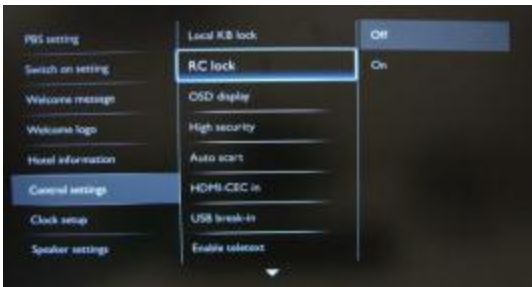 PBS setting
Switch on setting
Welcome message
Welcome logo
Hotel information
Control settings
Clock setup
Speaker settings
Local KB lock
RC lock
OSD display
High security
Auto scart
HDMI-CEC in
USB break-in
Enable teletext
Off
On